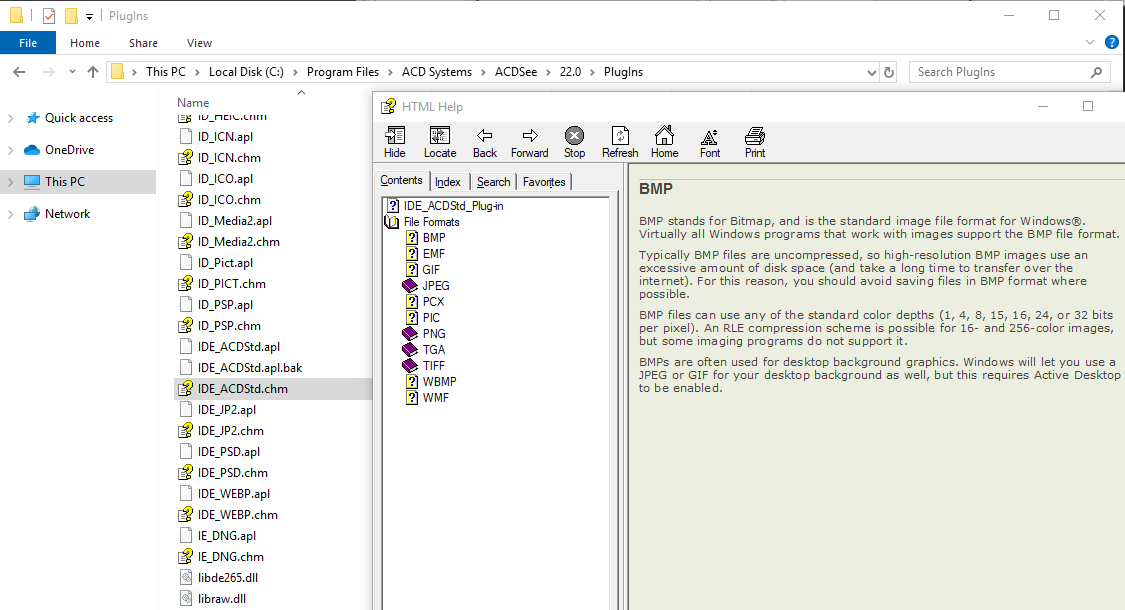 PlugIns
File
Home
Share
View
This PC
Local Disk (C:)
Program Files
ACD Systems
ACDSee
22.0
PlugIns
Search PlugIns
Quick access
OneDrive
This PC
Network
Name
ID_HEIC.chm
ID_ICN.apl
ID_ICN.chm
ID_ICO.apl
ID_ICO.chm
ID_Media2.apl
ID_Media2.chm
ID_Pict.apl
ID_PICT.chm
ID_PSP.apl
ID_PSP.chm
IDE_ACDStd.apl
IDE_ACDStd.apl.bak
IDE_ACDStd.chm
IDE_JP2.apl
IDE_JP2.chm
IDE_PSD.apl
IDE_PSD.chm
IDE_WEBP.apl
IDE_WEBP.chm
IE_DNG.apl
IE_DNG.chm
libde265.dll
libraw.dll
HTML Help
Hide
Locate
Back
Forward
Stop
Refresh
Home
Font
Print
Contents
Index
Search
Favorites
IDE_ACDStd_Plug-in
File Formats
BMP
EMF
GIF
JPEG
PCX
PIC
PNG
TGA
TIFF
WBMP
WMF
BMP
BMP stands for Bitmap, and is the standard image file format for Windows®.
Virtually all Windows programs that work with images support the BMP file format.
Typically BMP files are uncompressed, so high-resolution BMP images use an
excessive amount of disk space (and take a long time to transfer over the
internet). For this reason, you should avoid saving files in BMP format where
possible.
BMP files can use any of the standard color depths (1, 4, 8, 15, 16, 24, or 32 bits
per pixel). An RLE compression scheme is possible for 16- and 256-color images,
but some imaging programs do not support it.
BMPs are often used for desktop background graphics. Windows will let you use a
JPEG or GIF for your desktop background as well, but this requires Active Desktop
to be enabled.